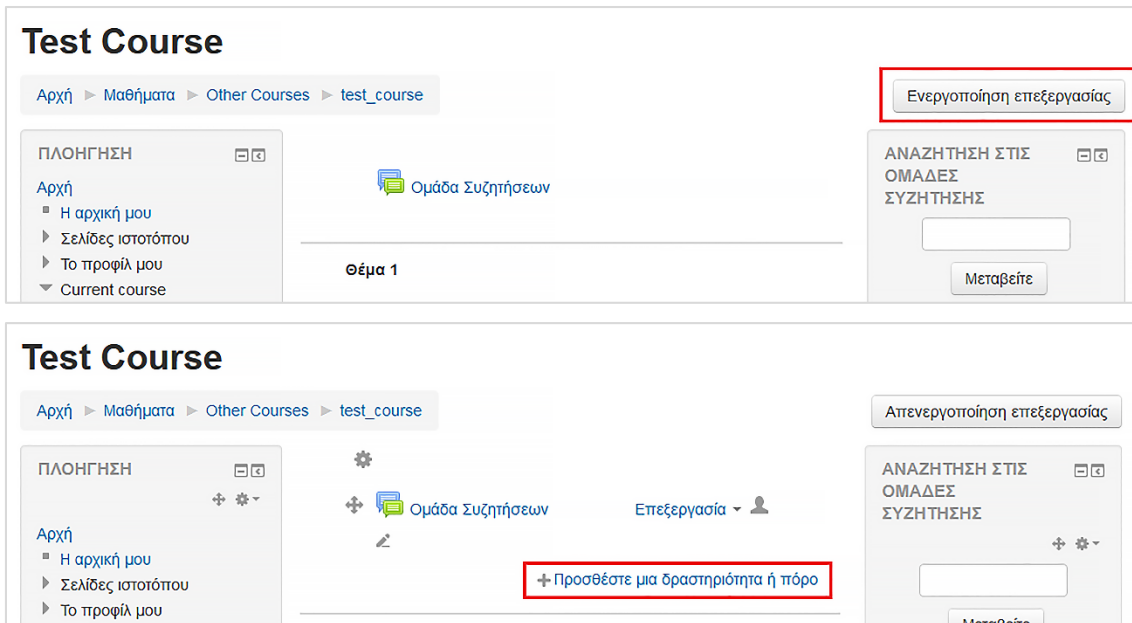 Test Course
Αρχή Μαθήματα Other Courses test_course
Ενεργοποίηση επεξεργασίας
ΠΛΟΗΓΗΣΗ
Αρχή
Η αρχική μου
Σελίδες ιστοτόπου
Το προφίλ μου
Current course
Ομάδα Συζητήσεων
Θέμα 1
ΑΝΑΖΗΤΗΣΗ ΣΤΙΣ
ΟΜΑΔΕΣ
ΣΥΖΗΤΗΣΗΣ
Μεταβείτε
Test Course
Αρχή Μαθήματα Other Courses test_course
Απενεργοποίηση επεξεργασίας
ΠΛΟΗΓΗΣΗ
Αρχή
Η αρχική μου
Σελίδες ιστοτόπου
Το προφίλ μου
Ομάδα Συζητήσεων Επεξεργασία
Προσθέστε μια δραστηριότητα ή πόρο
ΑΝΑΖΗΤΗΣΗ ΣΤΙΣ
ΟΜΑΔΕΣ
ΣΥΖΗΤΗΣΗΣ
Μεταβείτε